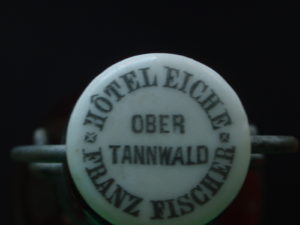 HÔTEL EICHE
OBER
TANNWALD
FRANZ FISCHER